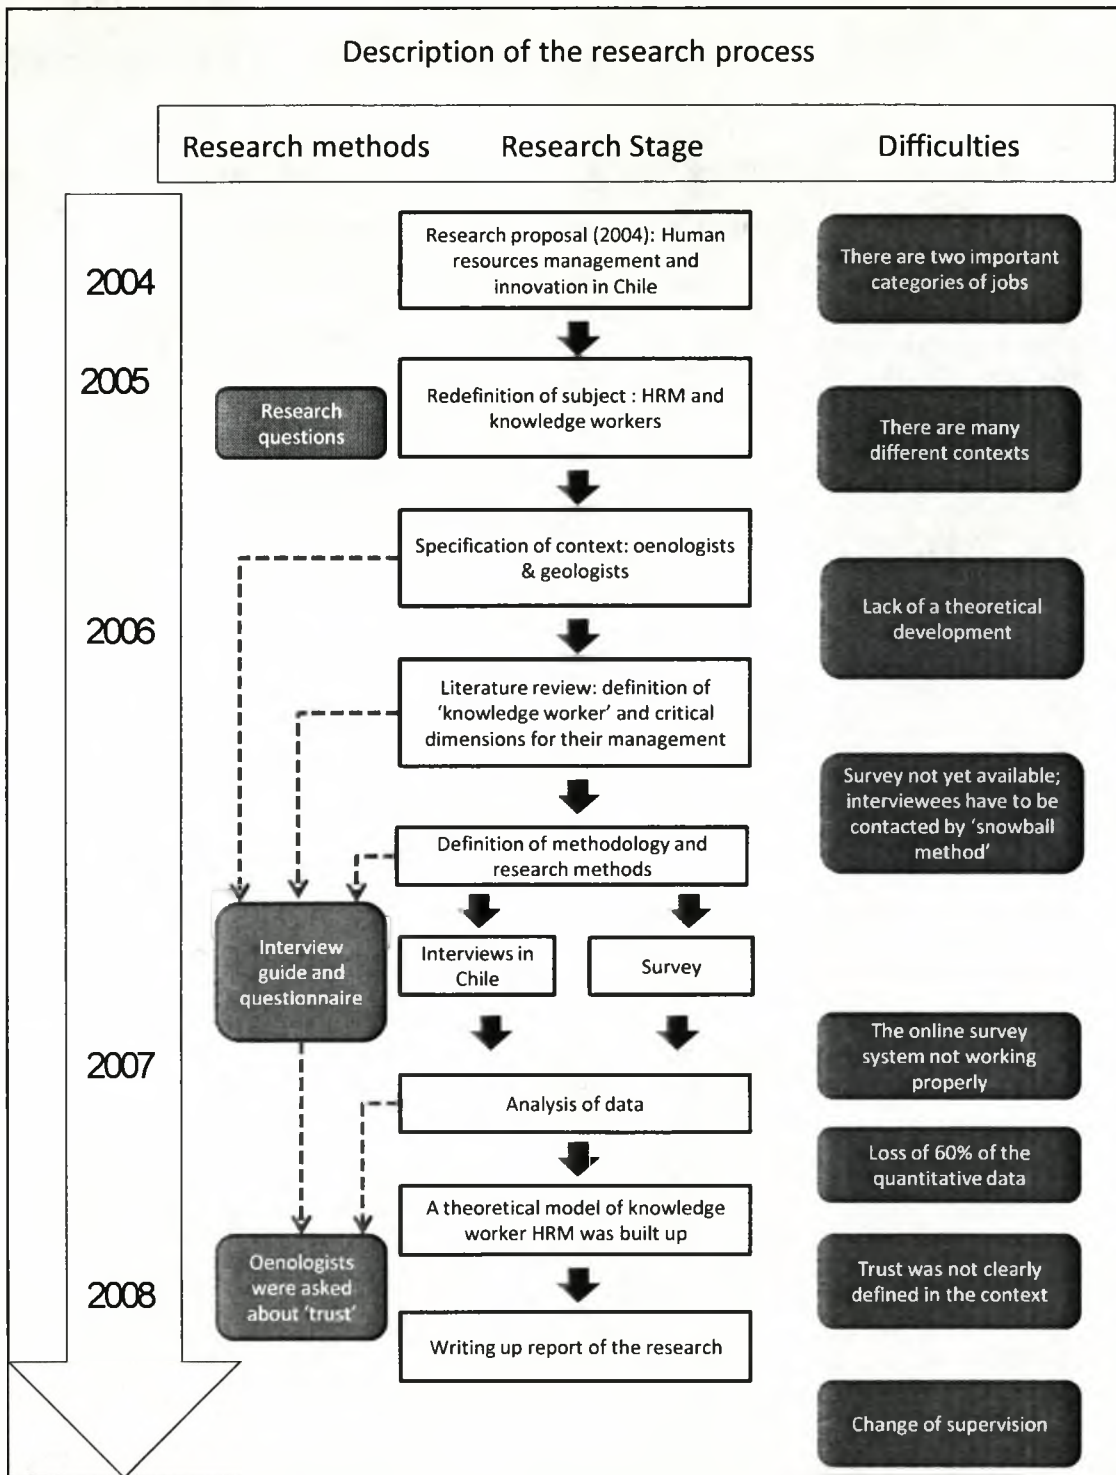 Description of the research process
Research methods Research Stage Difficulties
2004
Research proposal (2004): Human
resources management and
innovation in Chile
There are two important
categories of jobs
2005
Research
questions
Redefinition of subject : HRM and
knowledge workers
There are many
different contexts
Specification of context: oenologists
& geologists
Lack of a theoretical
development
2006
Literature review: definition of
‘knowledge worker’ and critical
dimensions for their management
Survey not yet available;
interviewees have to be
contacted by ‘snowball
method’
Definition of methodology and
research methods
Interview
guide and
questionnaire
Interviews in
Chile
Survey
2007
The online survey
system not working
properly
Analysis of data
Loss of 60% of the
quantitative data
A theoretical model of knowledge
worker HRM was built up
2008
Oenologists
were asked
about ‘trust’
Trust was not clearly
defined in the context
Writing up report of the research
Change of supervision